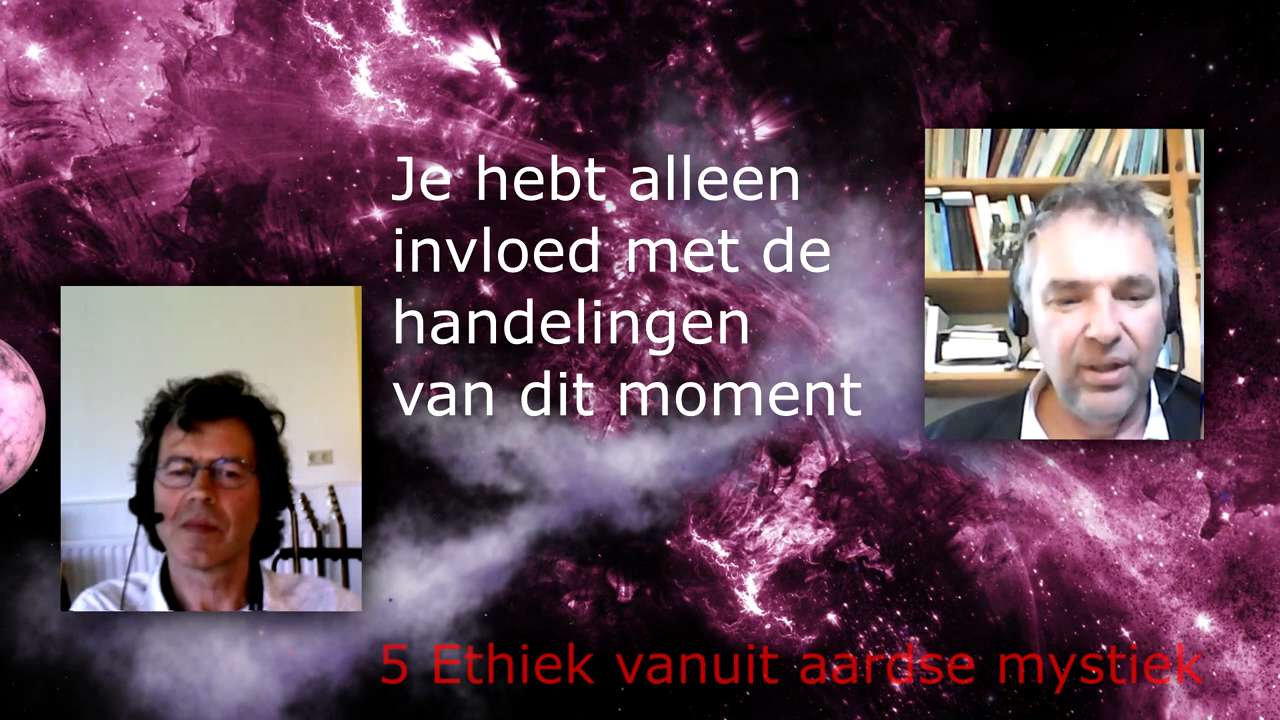 Je hebt alleen
invloed met de
handelingen
van dit moment
5 Ethiek vanuit aardse mystiek